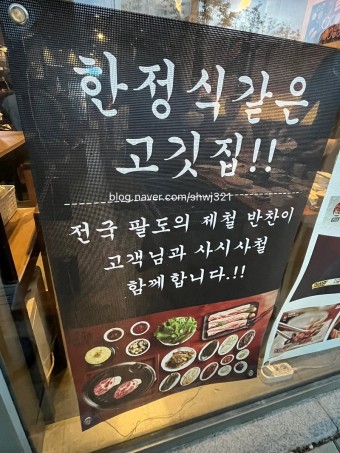 한정식같은
고깃집!!
blog.naver.com/shwj321
전국 팔도의 제철 반찬이
고객님과 사시사철
함께합니다.!!